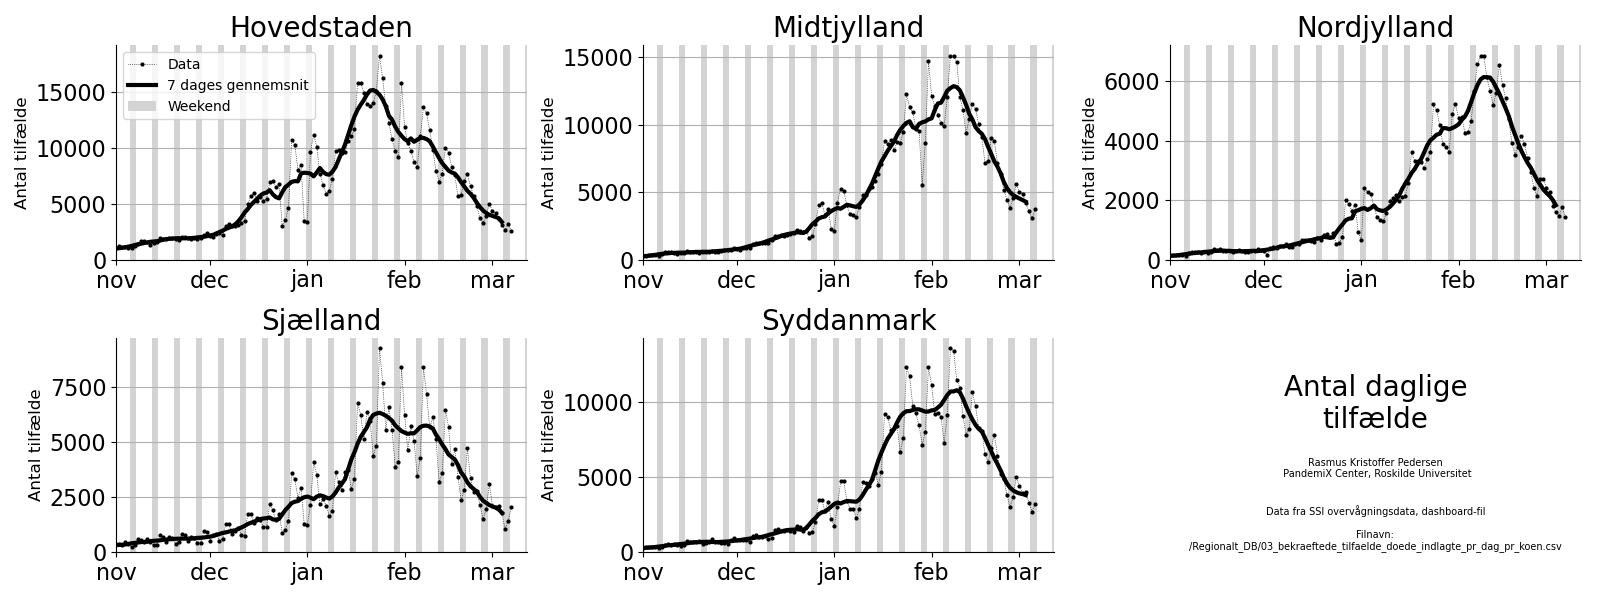 Hovedstaden
Antal tilfælde
15000
10000
5000
0
nov dec jan feb mar
Data
7 dages gennemsnit
Weekend
Midtjylland
Antal tilfælde
15000
10000
5000
0
nov dec jan feb mar
Nordjylland
Antal tilfælde
6000
4000
2000
0
nov dec jan feb mar
Sjælland
Antal tilfælde
7500
5000
2500
0
nov dec jan feb mar
Syddanmark
Antal tilfælde
10000
5000
0
nov dec jan feb mar
Antal daglige
tilfælde
Rasmus Kristoffer Pedersen
PandemiX Center, Roskilde Universitet
Data fra SSI overvågningsdata, dashboard-fil
Filnavn:
/Regionalt_DB/03_bekraeftede_tilfaelde_doede_indlagte_pr_dag_pr_koen.csv